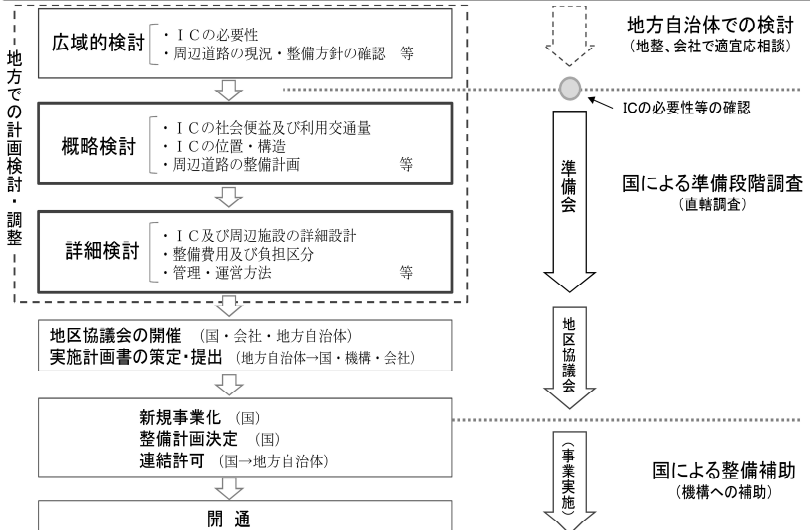 地方での計画検討・調整
広域的検討
・ＩＣの必要性
・周辺道路の現況・整備方針の確認　等
概略検討
・ＩＣの社会便益及び利用交通量
・ＩＣの位置・構造
・周辺道路の整備計画　等
詳細検討
・ＩＣ及び周辺施設の詳細設計
・整備費用及び負担区分
・管理・運営方法　等
地区協議会の開催　（国・会社・地方自治体）
実施計画書の策定・提出　（地方自治体→国・機構・会社）
新規事業化　（国）
整備計画決定　（国）
連結許可　（国→地方自治体）
開　通
地方自治体での検討
（地整、会社で適宜応相談）
ICの必要性等の確認
準備会
国による準備段階調査
（直轄調査）
地区協議会
（事業実施）
国による整備補助
（機構への補助）